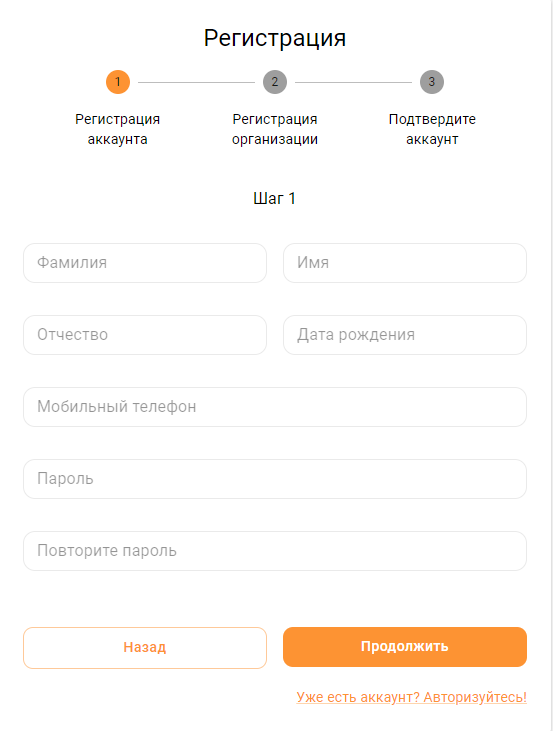 Регистрация
1 2 3
Регистрация Регистрация Подтвердите
аккаунта организации аккаунт
Шаг 1
Фамилия Имя
Отчество Дата рождения
Мобильный телефон
Пароль
Повторите пароль
Назад Продолжить
Уже есть аккаунт? Авторизуйтесь!